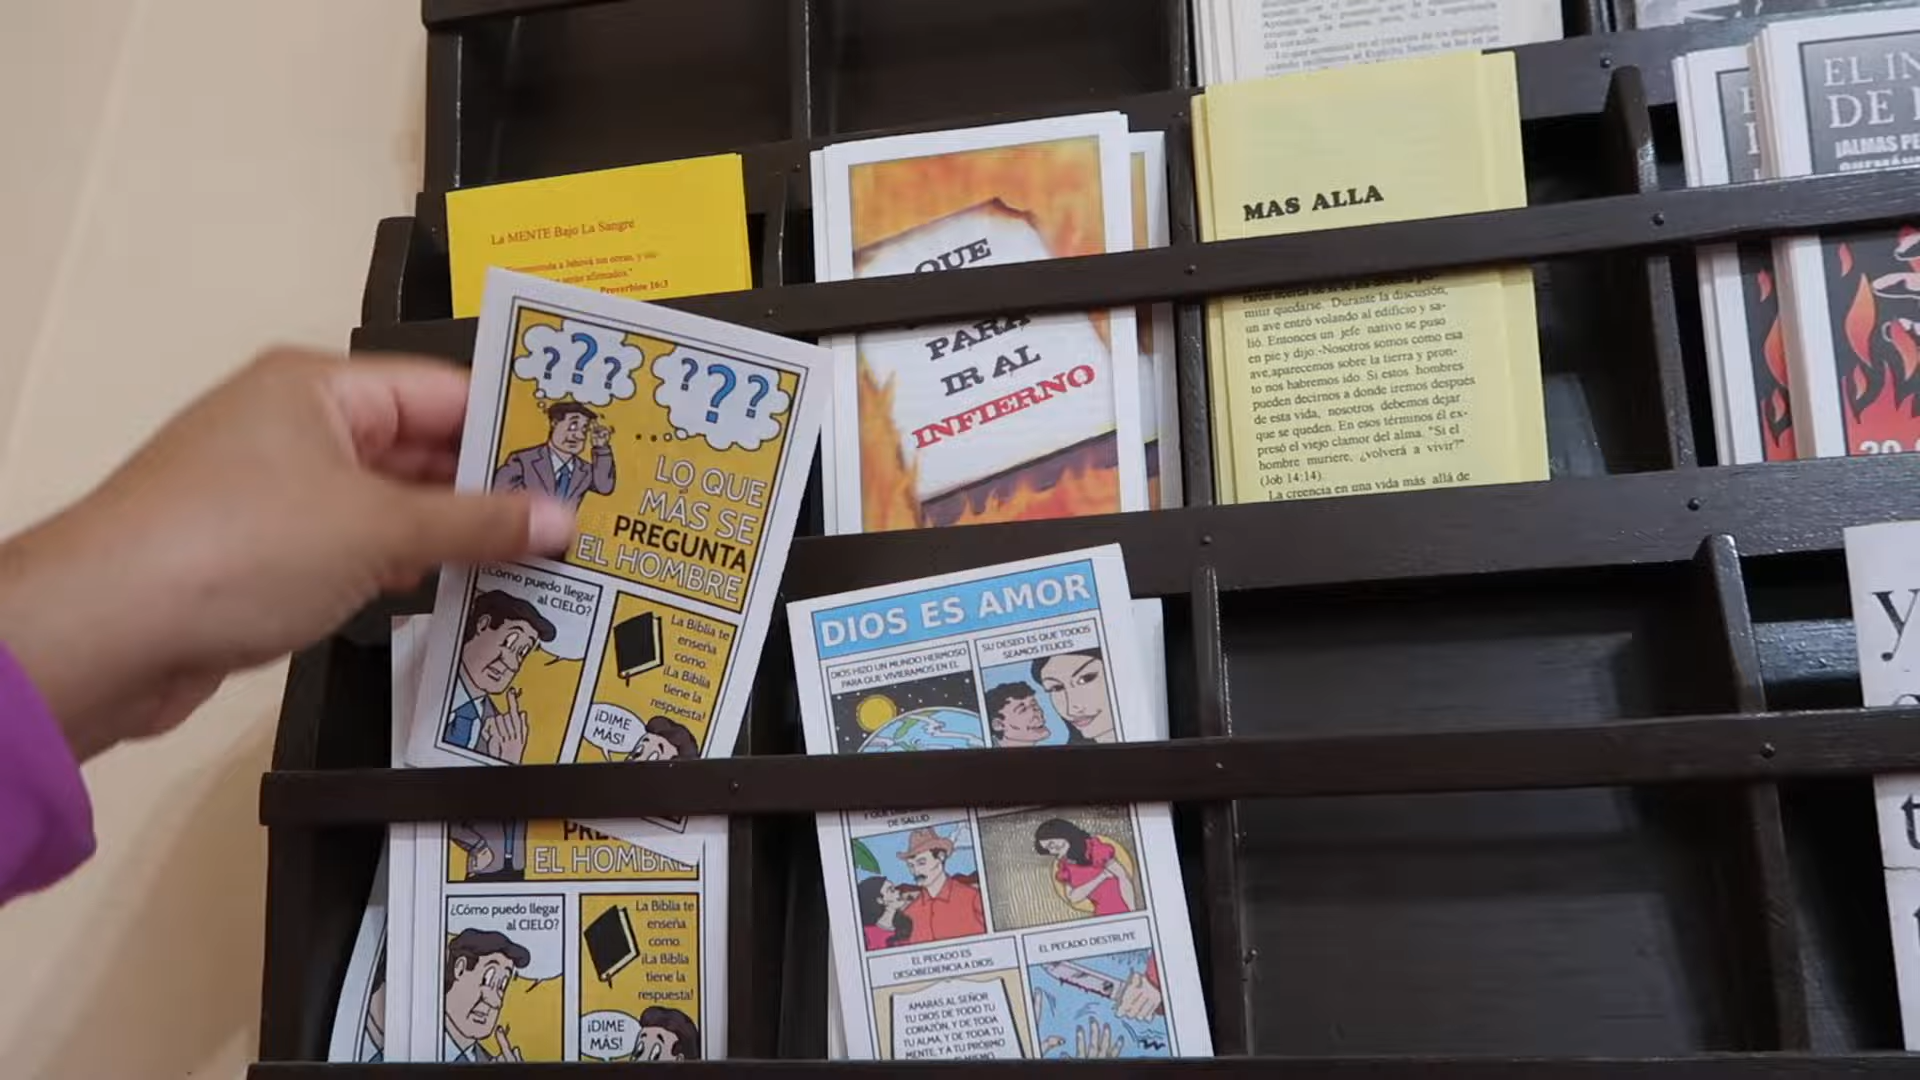 del corazón.
La MENTE Bajo La Sangre
Proverbios 16:3
QUE
PARA
IR AL
INFIERNO
MAS ALLA
mitir quedarse. Durante la discusión,
un ave entró volando al edificio y sa-
lió. Entonces un jefe nativo se puso
en pie y dijo:-Nosotros somos como esa
ave,aparecemos sobre la tierra y pron-
to nos habremos ido. Si estos hombres
pueden decirnos a donde iremos después
de esta vida, nosotros debemos dejar
que se queden. En esos términos él ex-
presó el viejo clamor del alma. "Si el
hombre muriere, ¿volverá a vivir?"
(Job 14:14).
La creencia en una vida más allá de
EL IN
DE
???
???
LO QUE
MÁS SE
PREGUNTA
EL HOMBRE
¿Cómo puedo llegar
al CIELO?
La Biblia te
enseña
como.
¡La Biblia
tiene la
respuesta!
¡DIME
MÁS!
DIOS ES AMOR
DIOS HIZO UN MUNDO HERMOSO
PARA QUE VIVIERAMOS EN EL
SU DESEO ES QUE TODOS
SEAMOS FELICES
DE SALUD
EL PECADO ES
DESOBEDIENCIA A DIOS
EL PECADO DESTRUYE
AMARAS AL SEÑOR
TU DIOS DE TODO TU
CORAZÓN, Y DE TODA
TU ALMA, Y DE TODA TU
MENTE, Y A TU PRÓJIMO
EL HOMBRE
¿Cómo puedo llegar
al CIELO?
La Biblia te
enseña
como.
¡La Biblia
tiene la
respuesta!
¡DIME
MÁS!